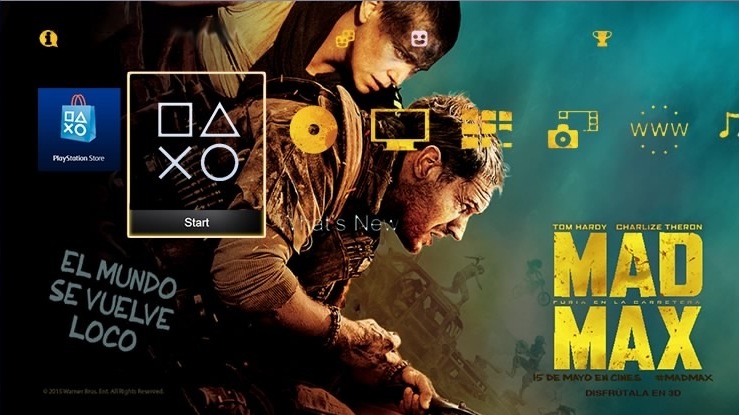 PlayStation Store
Start
What's New
www
EL MUNDO
SE VUELVE
LOCO
TOM HARDY CHARLIZE THERON
MAD
FURIA EN LA CARRETERA
MAX
15 DE MAYO EN CINES #MADMAX
DISFRÚTALA EN 3D
© 2015 Warner Bros. Ent. All Rights Reserved.